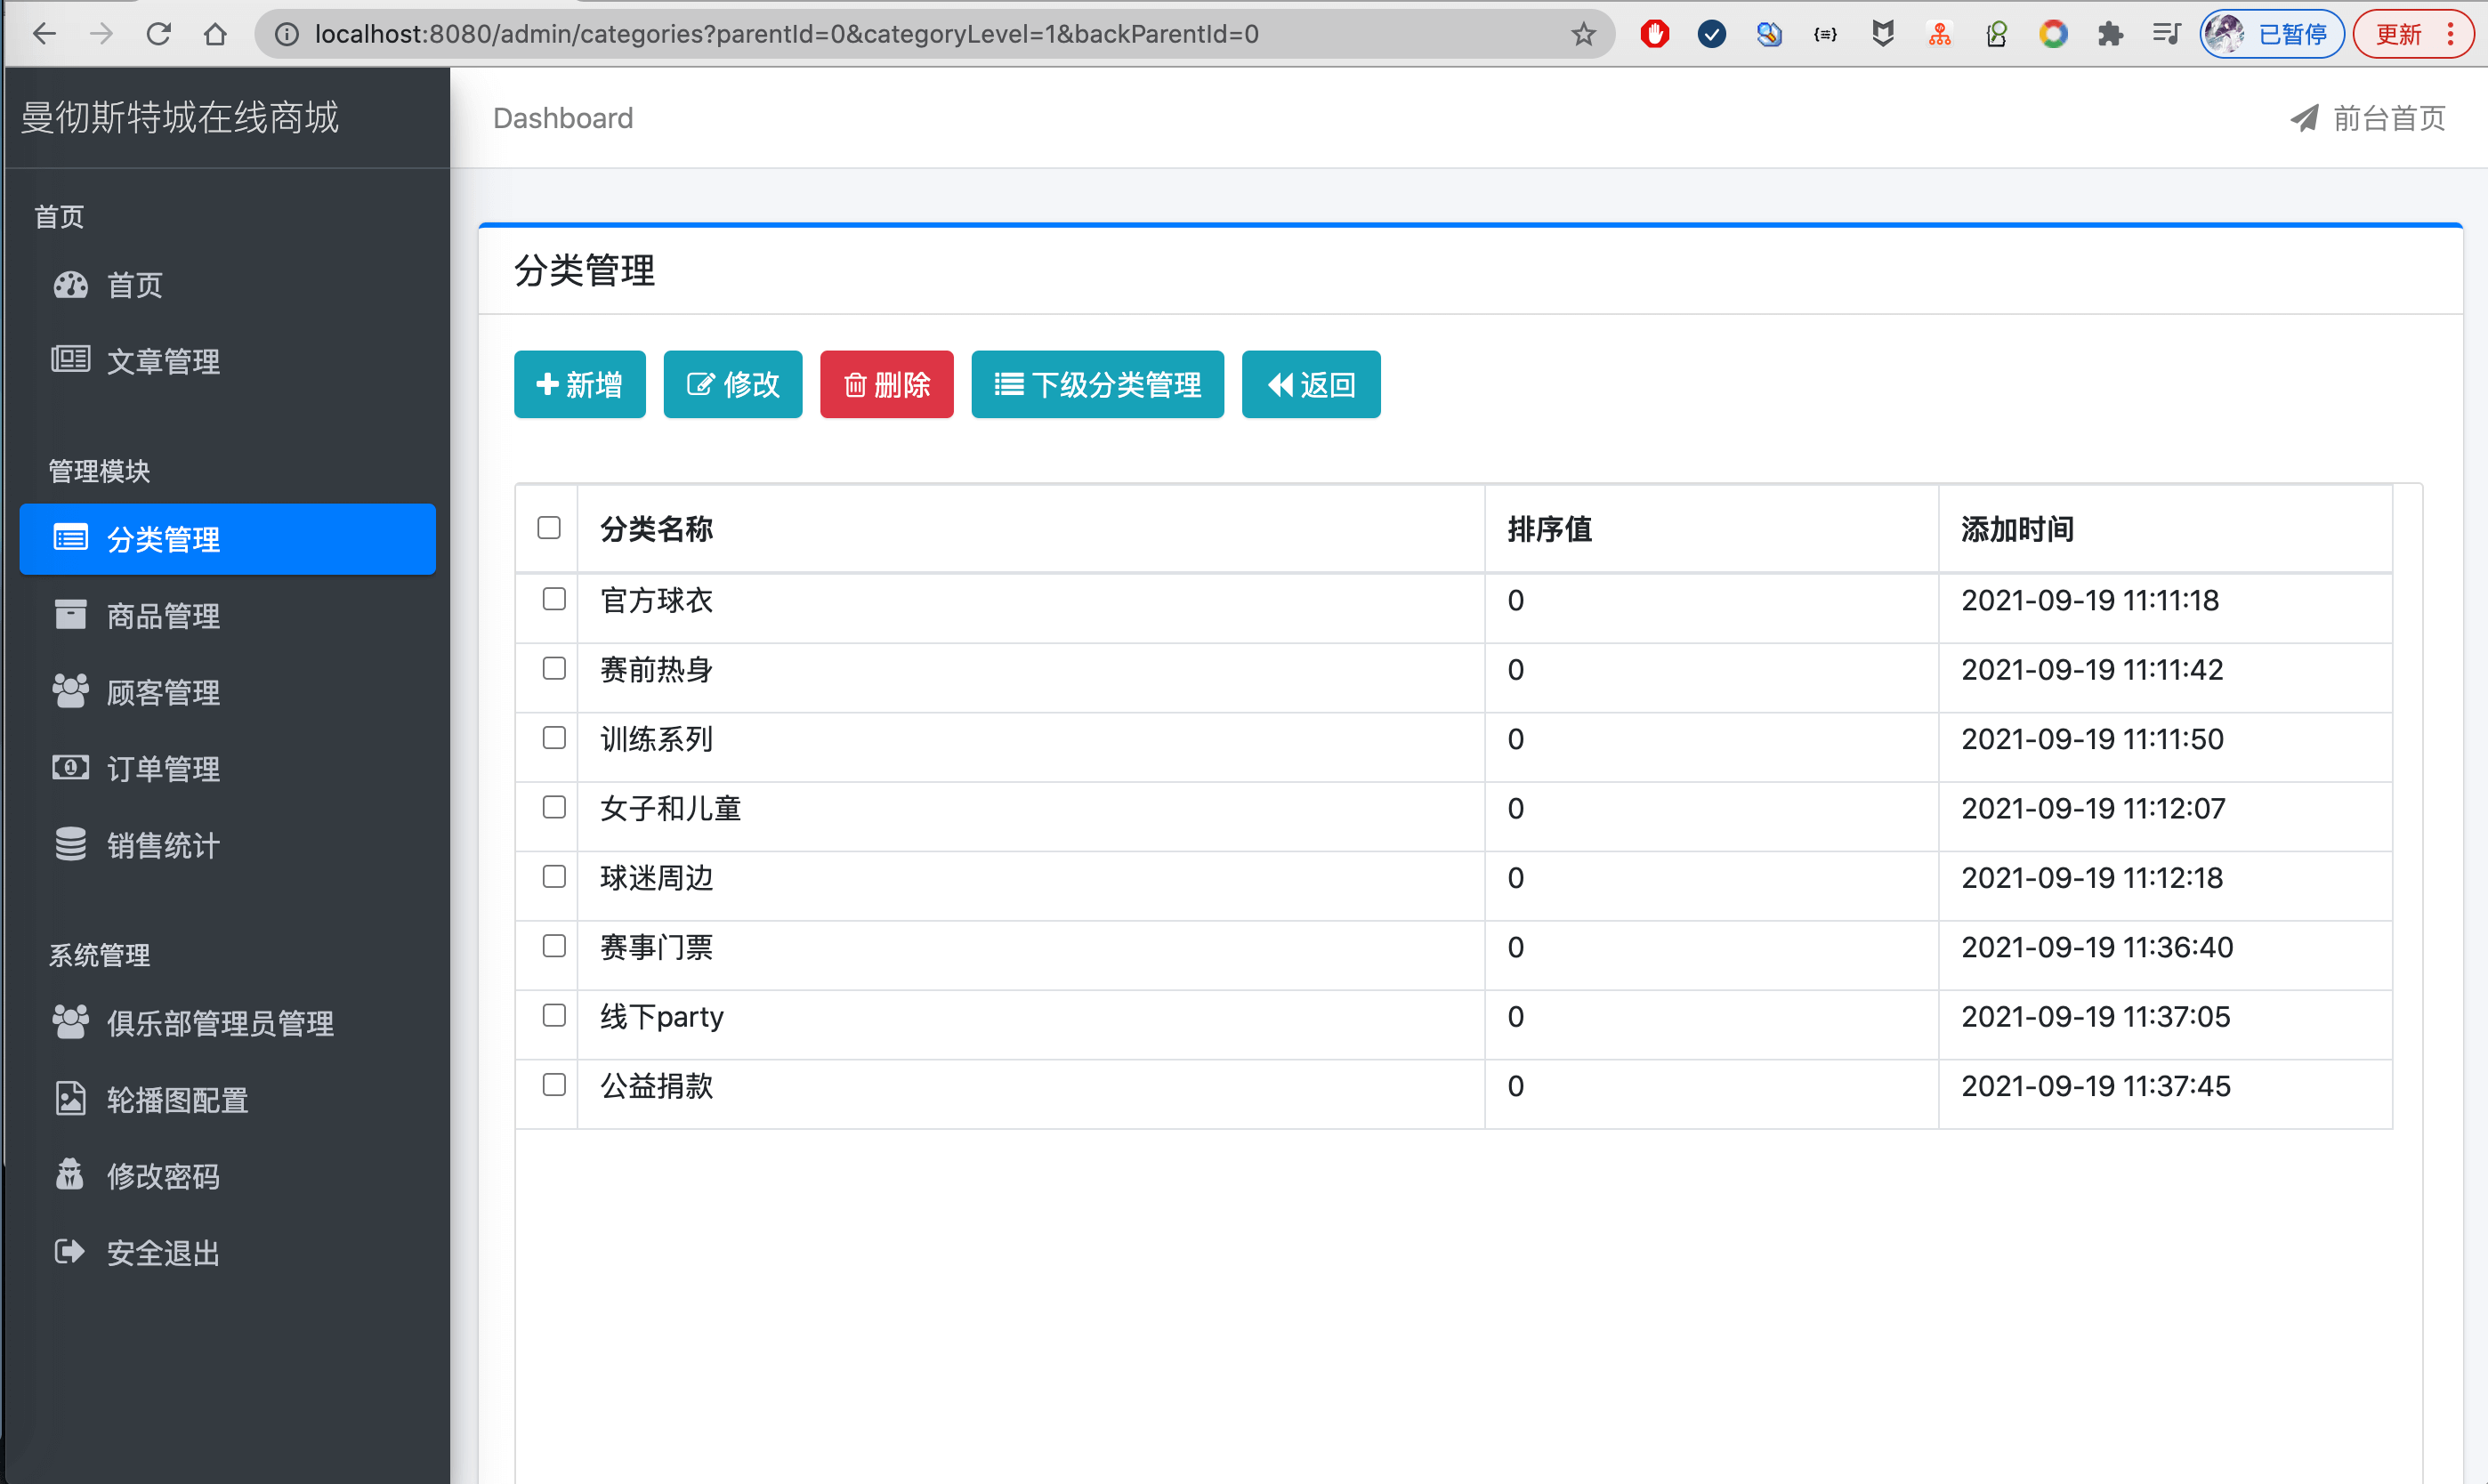 localhost:8080/admin/categories?parentId=0&categoryLevel=1&backParentId=0
已暂停
更新
曼彻斯特城在线商城
Dashboard
前台首页
首页
首页
文章管理
管理模块
分类管理
商品管理
顾客管理
订单管理
销售统计
系统管理
俱乐部管理员管理
轮播图配置
修改密码
安全退出
分类管理
新增 修改 删除 下级分类管理 返回
分类名称 排序值 添加时间
官方球衣 0 2021-09-19 11:11:18
赛前热身 0 2021-09-19 11:11:42
训练系列 0 2021-09-19 11:11:50
女子和儿童 0 2021-09-19 11:12:07
球迷周边 0 2021-09-19 11:12:18
赛事门票 0 2021-09-19 11:36:40
线下party 0 2021-09-19 11:37:05
公益捐款 0 2021-09-19 11:37:45